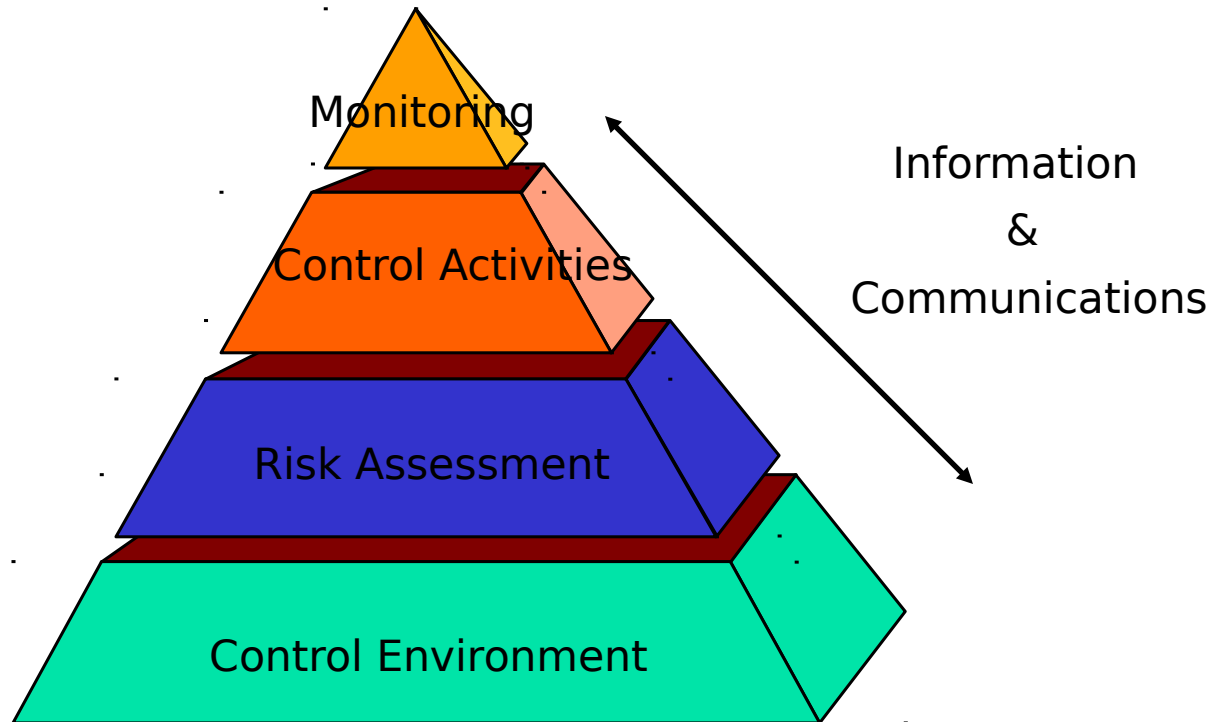 Monitoring
Information
&
Communications
Control Activities
Risk Assessment
Control Environment